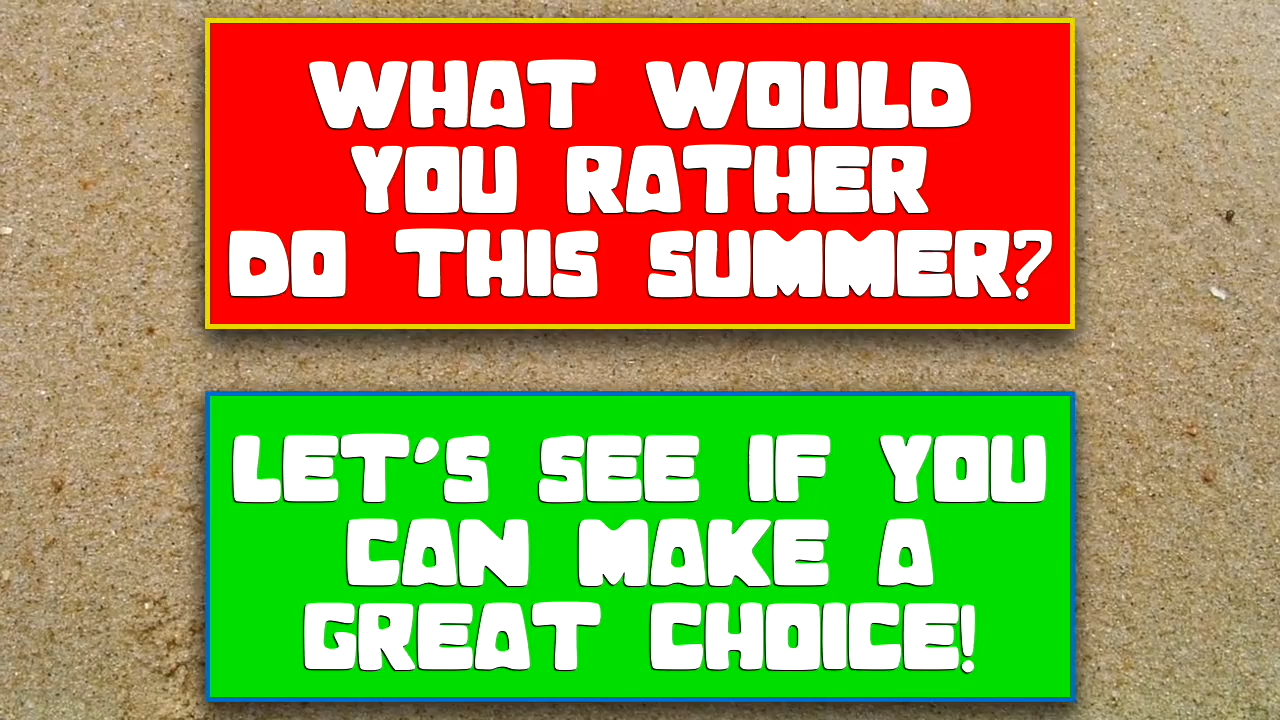 WHAT WOULD
YOU RATHER
DO THIS SUMMER?
LET'S SEE IF YOU
CAN MAKE A
GREAT CHOICE!